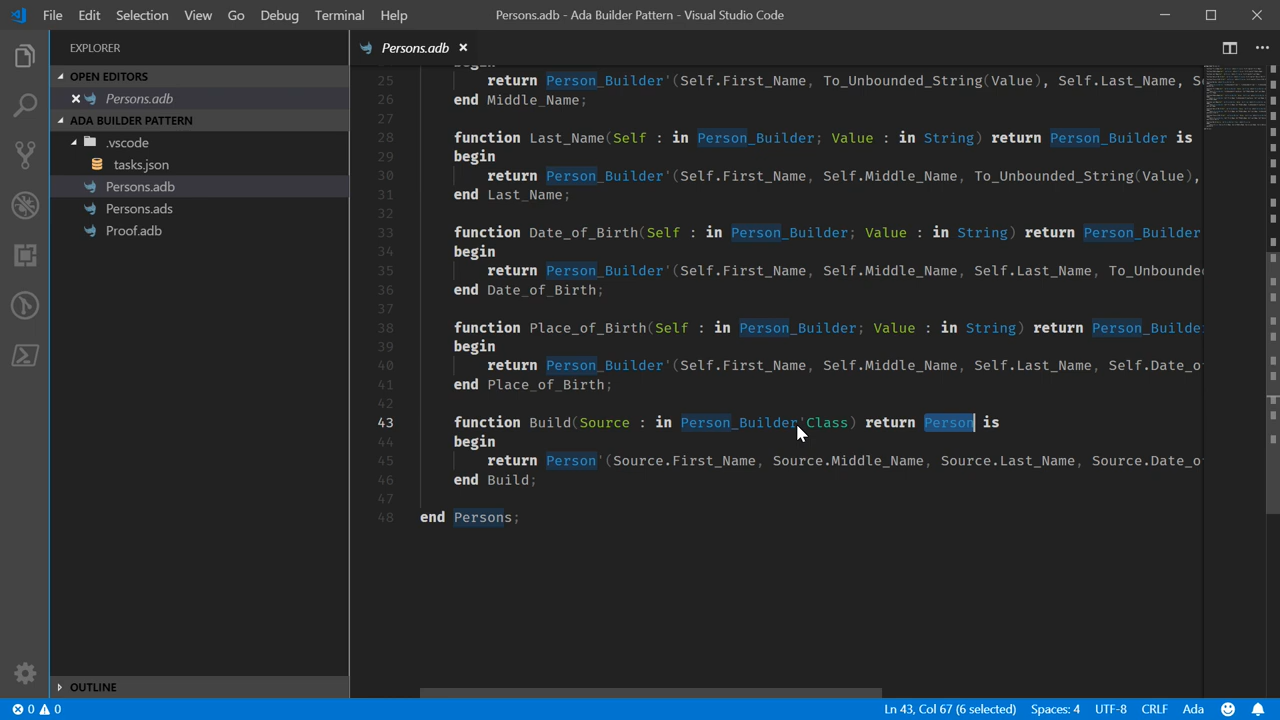 File Edit Selection View Go Debug Terminal Help
Persons.adb - Ada Builder Pattern - Visual Studio Code
EXPLORER
OPEN EDITORS
Persons.adb
ADA BUILDER PATTERN
.vscode
tasks.json
Persons.adb
Persons.ads
Proof.adb
OUTLINE
Persons.adb
25 return Person_Builder'(Self.First_Name, To_Unbounded_String(Value), Self.Last_Name, S
26 end Middle_Name;
28 function Last_Name(Self : in Person_Builder; Value : in String) return Person_Builder is
29 begin
30 return Person_Builder'(Self.First_Name, Self.Middle_Name, To_Unbounded_String(Value),
31 end Last_Name;
32
33 function Date_of_Birth(Self : in Person_Builder; Value : in String) return Person_Builder
begin
35 return Person_Builder'(Self.First_Name, Self.Middle_Name, Self.Last_Name, To_Unbounde
36 end Date_of_Birth;
37
38 function Place_of_Birth(Self : in Person_Builder; Value : in String) return Person_Builde
39 begin
40 return Person_Builder'(Self.First_Name, Self.Middle_Name, Self.Last_Name, Self.Date_o
41 end Place_of_Birth;
42
43 function Build(Source : in Person_Builder'Class) return Person is
44 begin
45 return Person'(Source.First_Name, Source.Middle_Name, Source.Last_Name, Source.Date_o
46 end Build;
47
48 end Persons;
0 0 Ln 43, Col 67 (6 selected) Spaces: 4 UTF-8 CRLF Ada